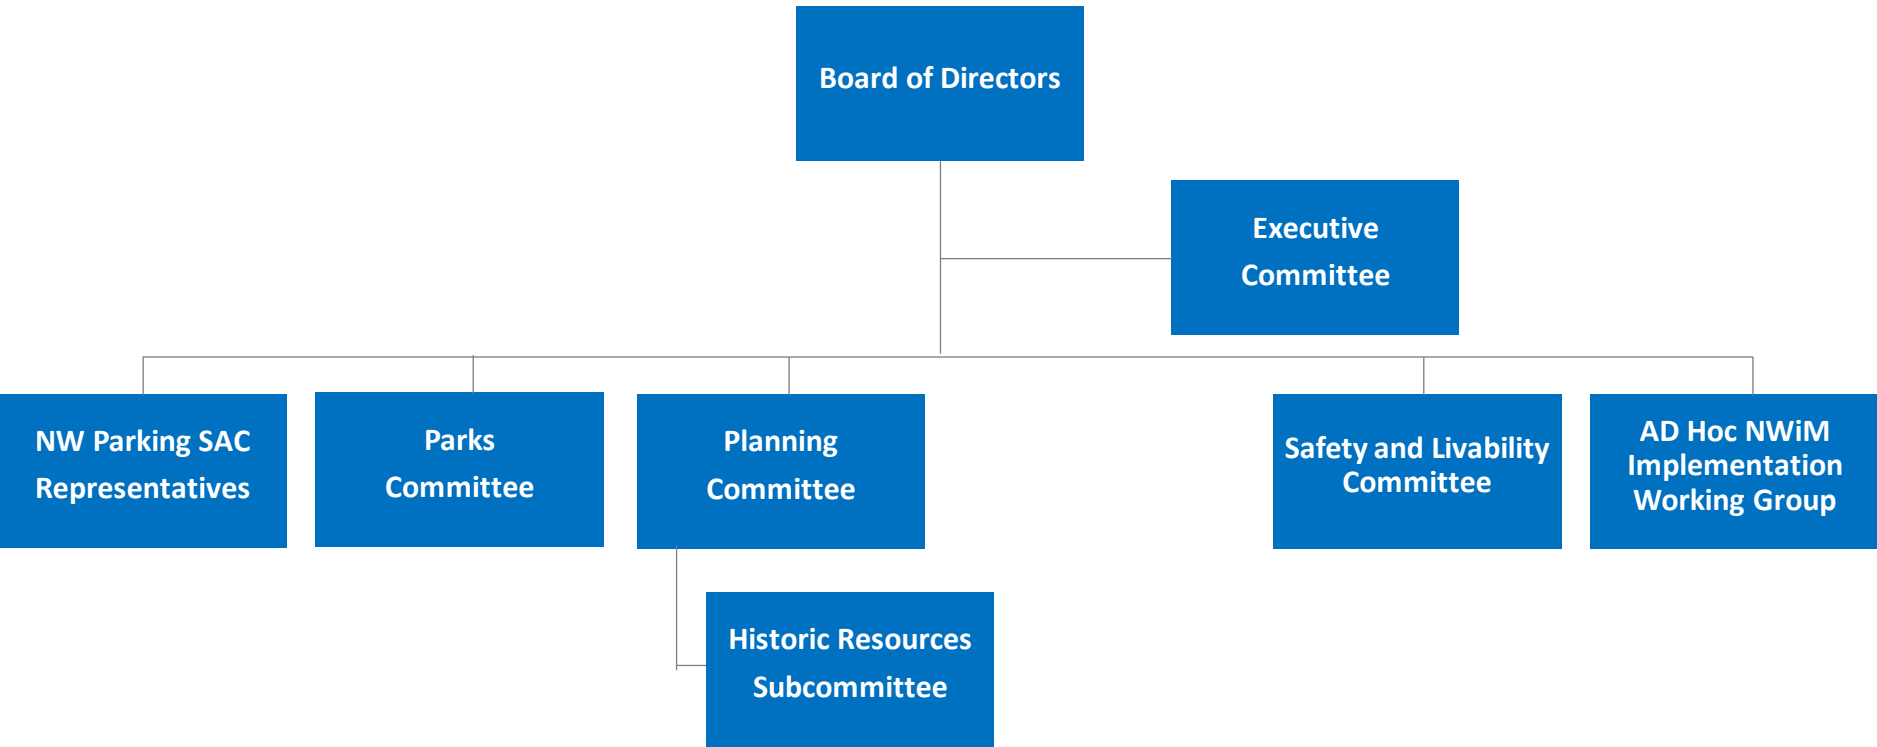 Board of Directors
Executive
Committee
NW Parking SAC
Representatives
Parks
Committee
Planning
Committee
Safety and Livability
Committee
AD Hoc NWiM
Implementation
Working Group
Historic Resources
Subcommittee